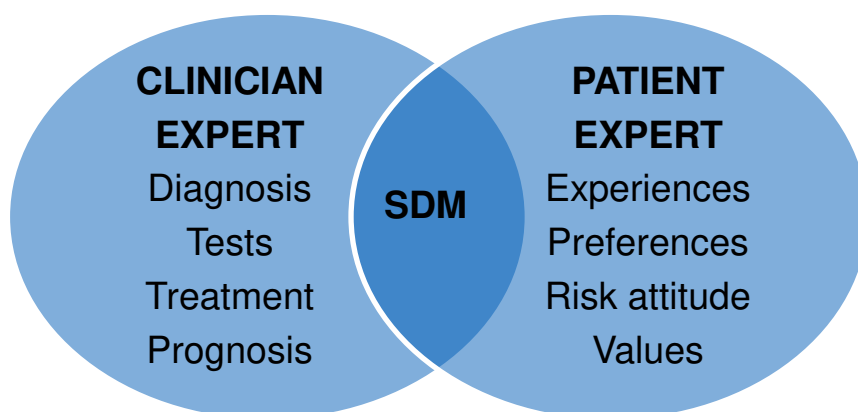 CLINICIAN
EXPERT
Diagnosis
Tests
Treatment
Prognosis
SDM
PATIENT
EXPERT
Experiences
Preferences
Risk attitude
Values